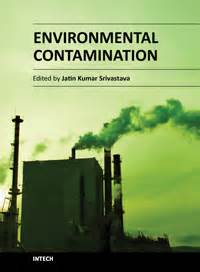 ENVIRONMENTAL
CONTAMINATION
Edited by Jatin Kumar Srivastava
INTECH